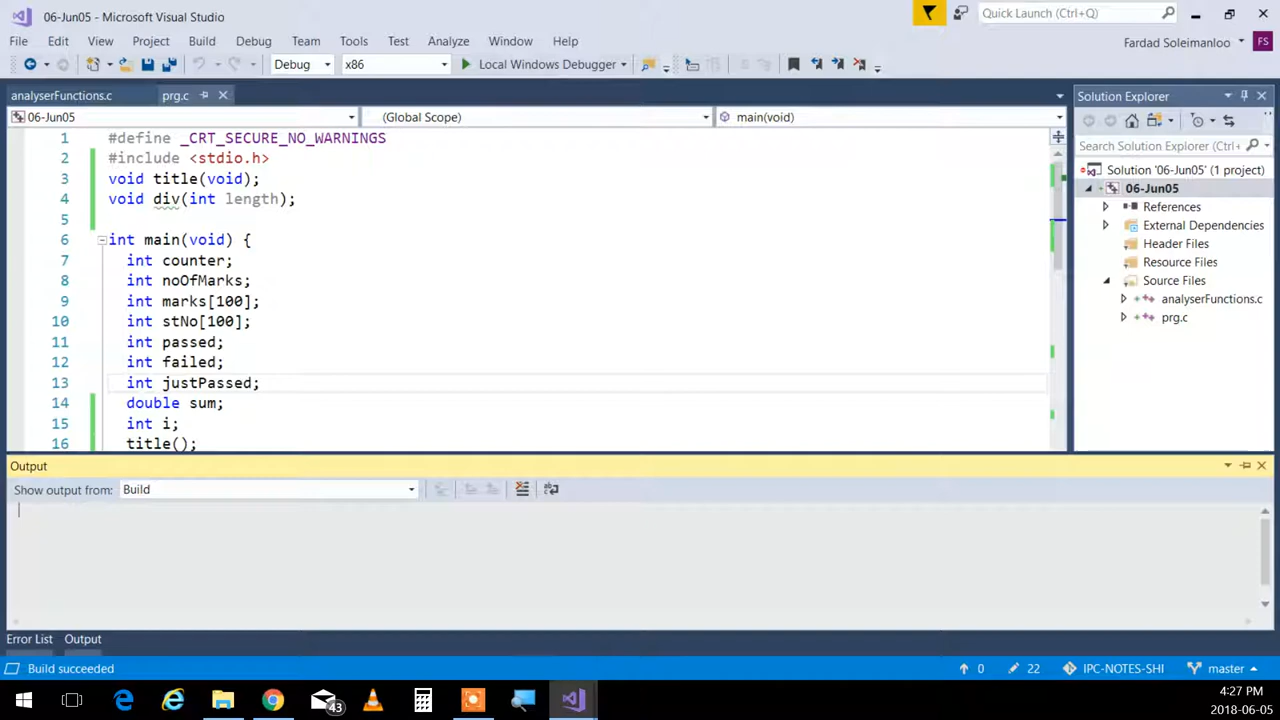 06-Jun05 - Microsoft Visual Studio
Quick Launch (Ctrl+Q)
File Edit View Project Build Debug Team Tools Test Analyze Window Help
Fardad Soleimanloo FS
Debug x86 Local Windows Debugger
analyserFunctions.c prg.c
06-Jun05 (Global Scope) main(void)
1 #define _CRT_SECURE_NO_WARNINGS
2 #include <stdio.h>
3 void title(void);
4 void div(int length);
5
6 int main(void) {
7 int counter;
8 int noOfMarks;
9 int marks[100];
10 int stNo[100];
11 int passed;
12 int failed;
13 int justPassed;
14 double sum;
15 int i;
16 title();
Solution Explorer
Search Solution Explorer (Ctrl+
Solution '06-Jun05' (1 project)
06-Jun05
References
External Dependencies
Header Files
Resource Files
Source Files
analyserFunctions.c
prg.c
Output
Show output from: Build
Error List Output
Build succeeded
0 22 IPC-NOTES-SHI master
43
4:27 PM
2018-06-05